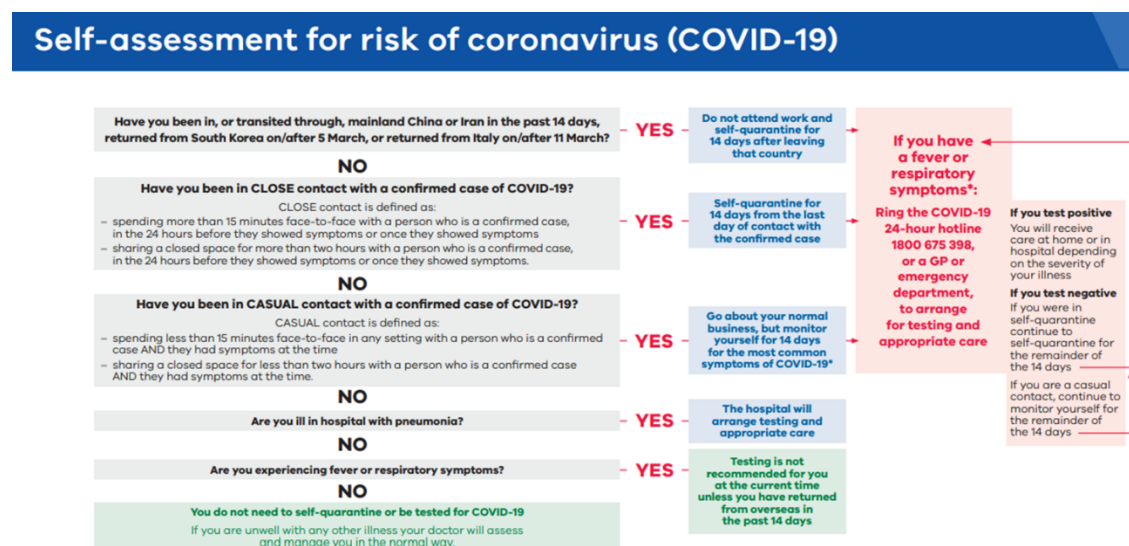 Self-assessment for risk of coronavirus (COVID-19)
Have you been in, or transited through, mainland China or Iran in the past 14 days,
returned from South Korea on/after 5 March, or returned from Italy on/after 11 March?
YES
Do not attend work and
self-quarantine for
14 days after leaving
that country
NO
Have you been in CLOSE contact with a confirmed case of COVID-19?
CLOSE contact is defined as:
– spending more than 15 minutes face-to-face with a person who is a confirmed case,
in the 24 hours before they showed symptoms or once they showed symptoms
– sharing a closed space for more than two hours with a person who is a confirmed case,
in the 24 hours before they showed symptoms or once they showed symptoms.
YES
Self-quarantine for
14 days from the last
day of contact with
the confirmed case
NO
Have you been in CASUAL contact with a confirmed case of COVID-19?
CASUAL contact is defined as:
– spending less than 15 minutes face-to-face in any setting with a person who is a confirmed
case AND they had symptoms at the time
– sharing a closed space for less than two hours with a person who is a confirmed case
AND they had symptoms at the time.
YES
Go about your normal
business, but monitor
yourself for 14 days
for the most common
symptoms of COVID-19*
NO
Are you ill in hospital with pneumonia?
YES
The hospital will
arrange testing and
appropriate care
NO
Are you experiencing fever or respiratory symptoms?
YES
Testing is not
recommended for you
at the current time
unless you have returned
from overseas in
the past 14 days
NO
You do not need to self-quarantine or be tested for COVID-19
If you are unwell with any other illness your doctor will assess
and manage you in the normal way.
If you have
a fever or
respiratory
symptoms*:
Ring the COVID-19
24-hour hotline
1800 675 398,
or a GP or
emergency
department,
to arrange
for testing and
appropriate care
If you test positive
You will receive
care at home or in
hospital depending
on the severity of
your illness
If you test negative
If you were in
self-quarantine
continue to
self-quarantine for
the remainder of
the 14 days
If you are a casual
contact, continue to
monitor yourself for
the remainder of
the 14 days